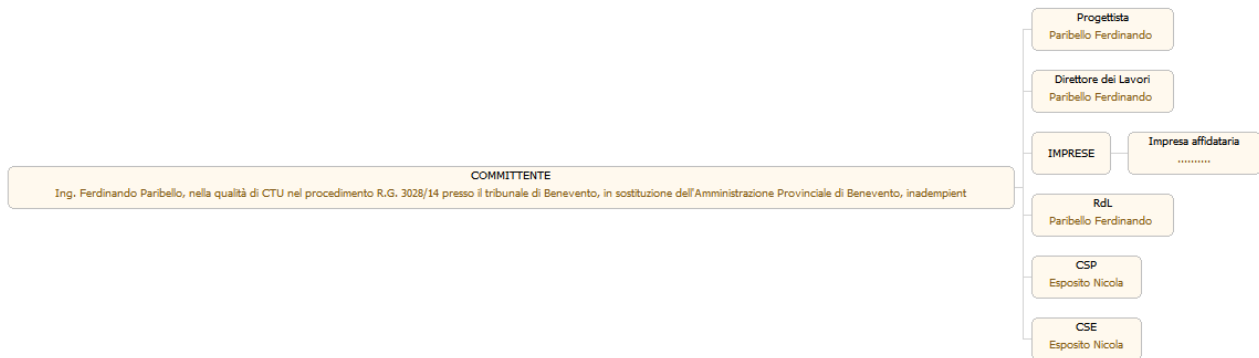 Progettista
Paribello Ferdinando
Direttore dei Lavori
Paribello Ferdinando
IMPRESE
Impresa affidataria
..........
COMMITTENTE
Ing. Ferdinando Paribello, nella qualità di CTU nel procedimento R.G. 3028/14 presso il tribunale di Benevento, in sostituzione dell'Amministrazione Provinciale di Benevento, inadempient
RdL
Paribello Ferdinando
CSP
Esposito Nicola
CSE
Esposito Nicola